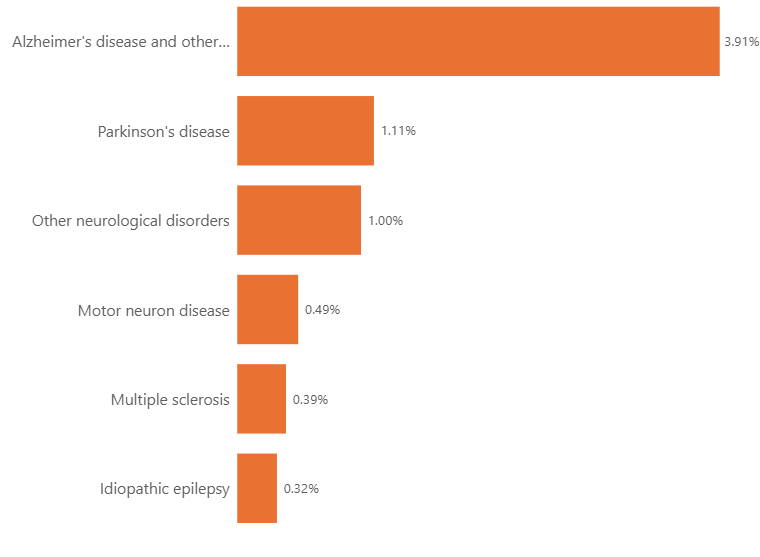 Alzheimer's disease and other... 3.91%
Parkinson's disease 1.11%
Other neurological disorders 1.00%
Motor neuron disease 0.49%
Multiple sclerosis 0.39%
Idiopathic epilepsy 0.32%